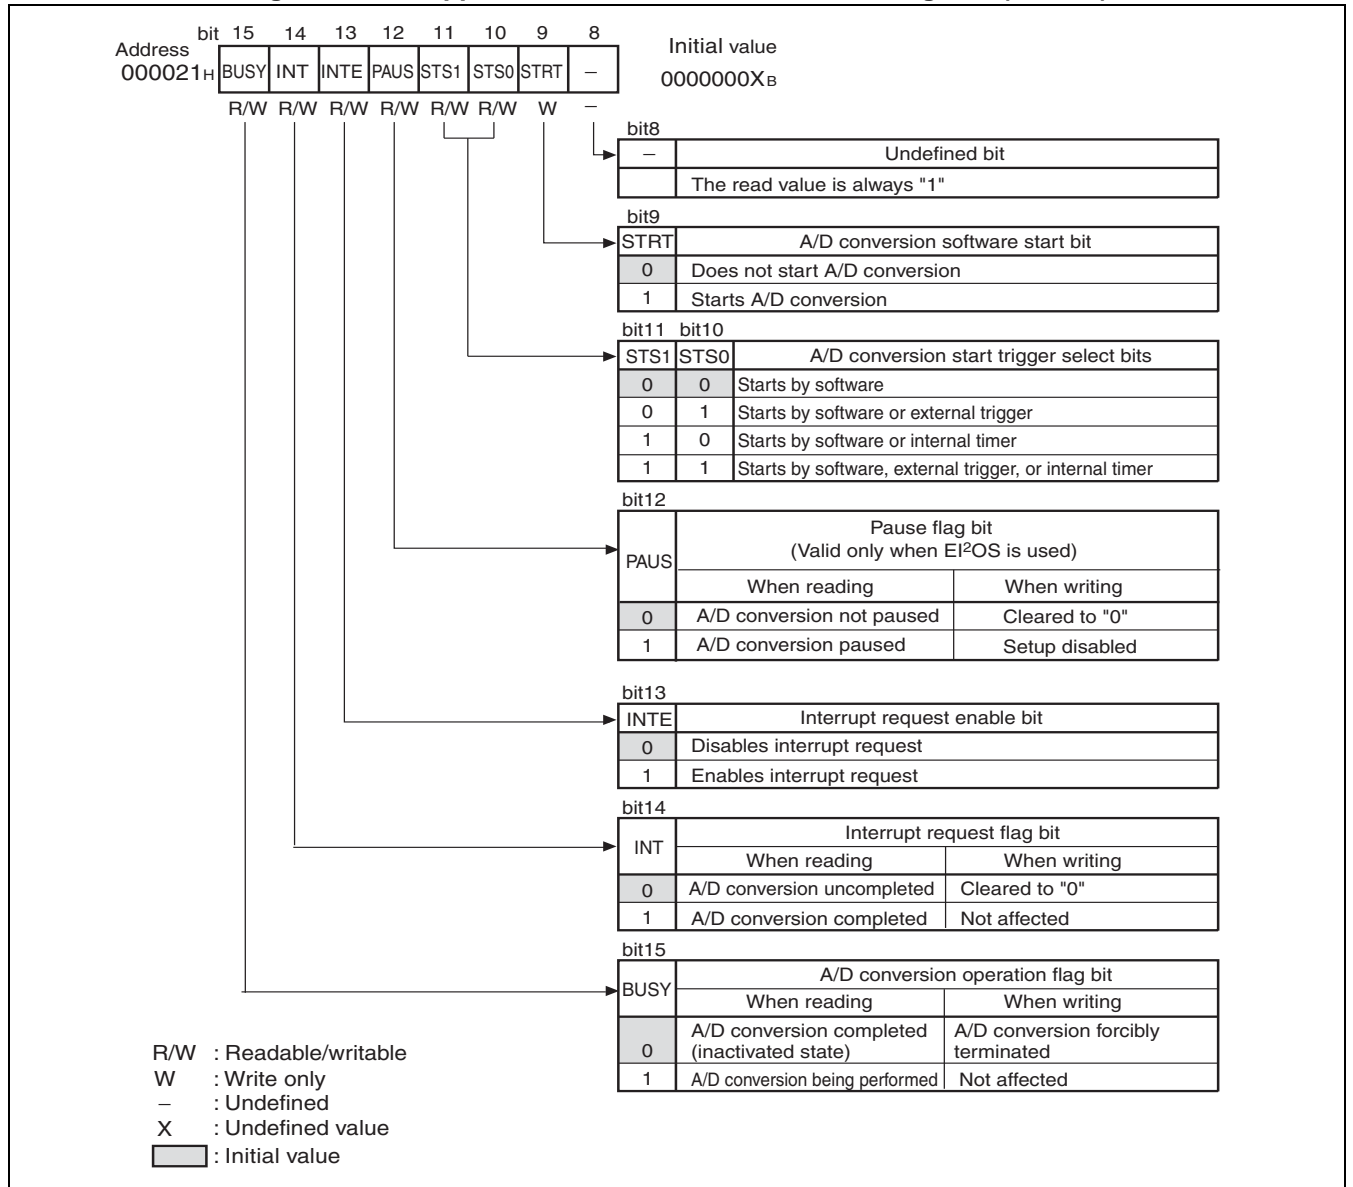 bit 15 14 13 12 11 10 9 8
Address
Initial value
000021H BUSY INT INTE PAUS STS1 STS0 STRT –
0000000XB
R/W R/W R/W R/W R/W R/W W –
bit8
– Undefined bit
The read value is always "1"
bit9
STRT A/D conversion software start bit
0 Does not start A/D conversion
1 Starts A/D conversion
bit11 bit10
STS1 STS0 A/D conversion start trigger select bits
0 0 Starts by software
0 1 Starts by software or external trigger
1 0 Starts by software or internal timer
1 1 Starts by software, external trigger, or internal timer
bit12
PAUS Pause flag bit
(Valid only when EI²OS is used)
When reading When writing
0 A/D conversion not paused Cleared to "0"
1 A/D conversion paused Setup disabled
bit13
INTE Interrupt request enable bit
0 Disables interrupt request
1 Enables interrupt request
bit14
INT Interrupt request flag bit
When reading When writing
0 A/D conversion uncompleted Cleared to "0"
1 A/D conversion completed Not affected
bit15
BUSY A/D conversion operation flag bit
When reading When writing
0 A/D conversion completed (inactivated state) A/D conversion forcibly terminated
1 A/D conversion being performed Not affected
R/W : Readable/writable
W : Write only
– : Undefined
X : Undefined value
: Initial value